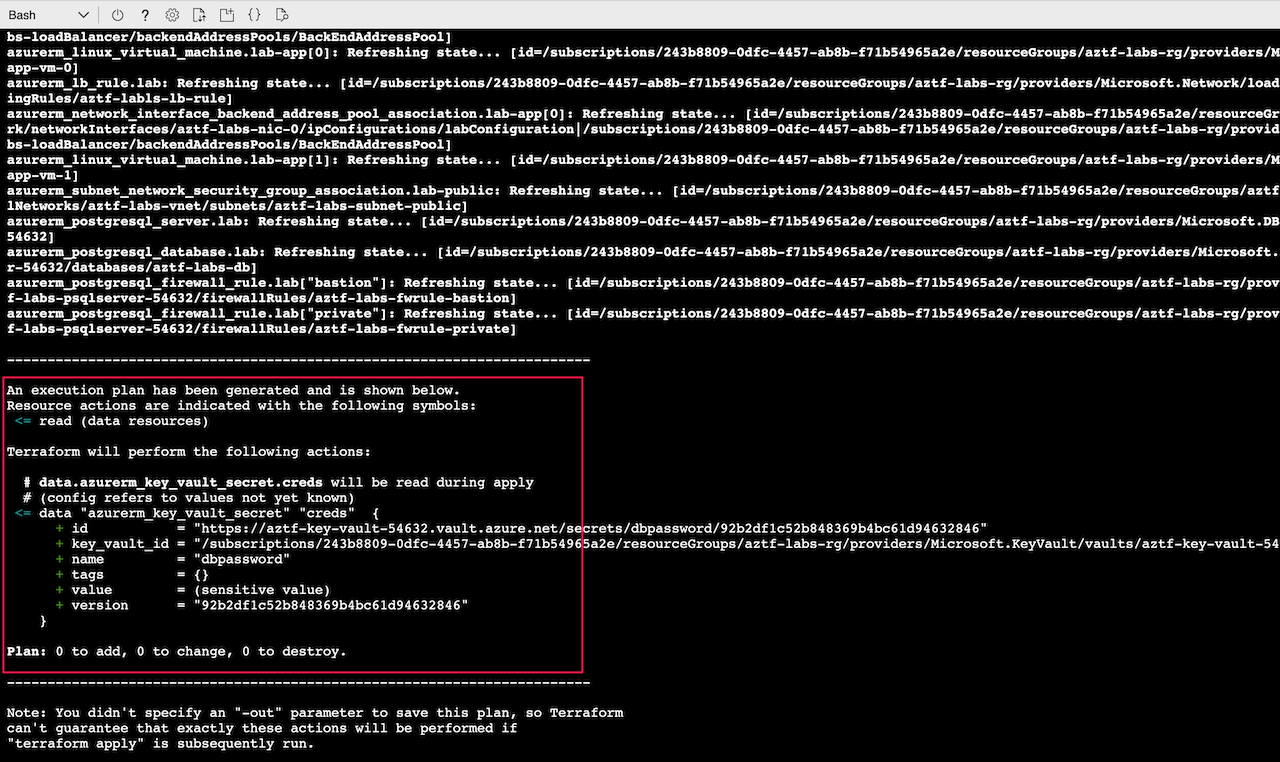 Bash
bs-loadBalancer/backendAddressPools/BackEndAddressPool]
azurerm_linux_virtual_machine.lab-app[0]: Refreshing state... [id=/subscriptions/243b8809-0dfc-4457-ab8b-f71b54965a2e/resourceGroups/aztf-labs-rg/providers/M
app-vm-0]
azurerm_lb_rule.lab: Refreshing state... [id=/subscriptions/243b8809-0dfc-4457-ab8b-f71b54965a2e/resourceGroups/aztf-labs-rg/providers/Microsoft.Network/load
ingRules/aztf-labls-lb-rule]
azurerm_network_interface_backend_address_pool_association.lab-app[0]: Refreshing state... [id=/subscriptions/243b8809-0dfc-4457-ab8b-f71b54965a2e/resourceGr
rk/networkInterfaces/aztf-labs-nic-0/ipConfigurations/labConfiguration|/subscriptions/243b8809-0dfc-4457-ab8b-f71b54965a2e/resourceGroups/aztf-labs-rg/provid
bs-loadBalancer/backendAddressPools/BackEndAddressPool]
azurerm_linux_virtual_machine.lab-app[1]: Refreshing state... [id=/subscriptions/243b8809-0dfc-4457-ab8b-f71b54965a2e/resourceGroups/aztf-labs-rg/providers/M
app-vm-1]
azurerm_subnet_network_security_group_association.lab-public: Refreshing state... [id=/subscriptions/243b8809-0dfc-4457-ab8b-f71b54965a2e/resourceGroups/aztf
lNetworks/aztf-labs-vnet/subnets/aztf-labs-subnet-public]
azurerm_postgresql_server.lab: Refreshing state... [id=/subscriptions/243b8809-0dfc-4457-ab8b-f71b54965a2e/resourceGroups/aztf-labs-rg/providers/Microsoft.DB
54632]
azurerm_postgresql_database.lab: Refreshing state... [id=/subscriptions/243b8809-0dfc-4457-ab8b-f71b54965a2e/resourceGroups/aztf-labs-rg/providers/Microsoft.
r-54632/databases/aztf-labs-db]
azurerm_postgresql_firewall_rule.lab["bastion"]: Refreshing state... [id=/subscriptions/243b8809-0dfc-4457-ab8b-f71b54965a2e/resourceGroups/aztf-labs-rg/prov
f-labs-psqlserver-54632/firewallRules/aztf-labs-fwrule-bastion]
azurerm_postgresql_firewall_rule.lab["private"]: Refreshing state... [id=/subscriptions/243b8809-0dfc-4457-ab8b-f71b54965a2e/resourceGroups/aztf-labs-rg/prov
f-labs-psqlserver-54632/firewallRules/aztf-labs-fwrule-private]
------------------------------------------------------------------------
An execution plan has been generated and is shown below.
Resource actions are indicated with the following symbols:
<= read (data resources)
Terraform will perform the following actions:
# data.azurerm_key_vault_secret.creds will be read during apply
# (config refers to values not yet known)
<= data "azurerm_key_vault_secret" "creds" {
+ id = "https://aztf-key-vault-54632.vault.azure.net/secrets/dbpassword/92b2df1c52b848369b4bc61d94632846"
+ key_vault_id = "/subscriptions/243b8809-0dfc-4457-ab8b-f71b54965a2e/resourceGroups/aztf-labs-rg/providers/Microsoft.KeyVault/vaults/aztf-key-vault-54
+ name = "dbpassword"
+ tags = {}
+ value = (sensitive value)
+ version = "92b2df1c52b848369b4bc61d94632846"
}
Plan: 0 to add, 0 to change, 0 to destroy.
------------------------------------------------------------------------
Note: You didn't specify an "-out" parameter to save this plan, so Terraform
can't guarantee that exactly these actions will be performed if
"terraform apply" is subsequently run.